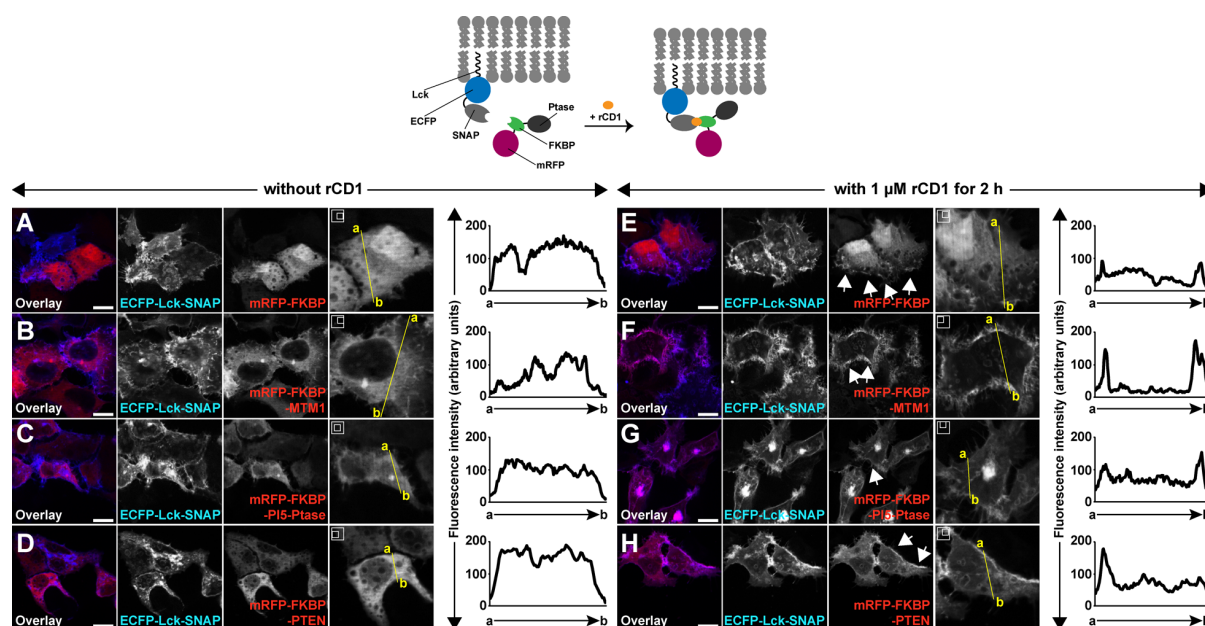 Lck
ECFP
SNAP
Ptase
FKBP
mRFP
+ rCD1
without rCD1
with 1 µM rCD1 for 2 h
A
Overlay
ECFP-Lck-SNAP
mRFP-FKBP
a
b
200
100
0
a
b
B
Overlay
ECFP-Lck-SNAP
mRFP-FKBP
-MTM1
a
b
200
100
0
a
b
C
Overlay
ECFP-Lck-SNAP
mRFP-FKBP
-PI5-Ptase
a
b
200
100
0
a
b
D
Overlay
ECFP-Lck-SNAP
mRFP-FKBP
-PTEN
a
b
200
100
0
a
b
Fluorescence intensity (arbitrary units)
E
Overlay
ECFP-Lck-SNAP
mRFP-FKBP
a
b
200
100
0
a
F
Overlay
ECFP-Lck-SNAP
mRFP-FKBP
-MTM1
a
b
200
100
0
a
G
Overlay
ECFP-Lck-SNAP
mRFP-FKBP
-PI5-Ptase
a
b
200
100
0
a
H
Overlay
ECFP-Lck-SNAP
mRFP-FKBP
-PTEN
a
b
200
100
0
a
Fluorescence intensity (arbitrary units)